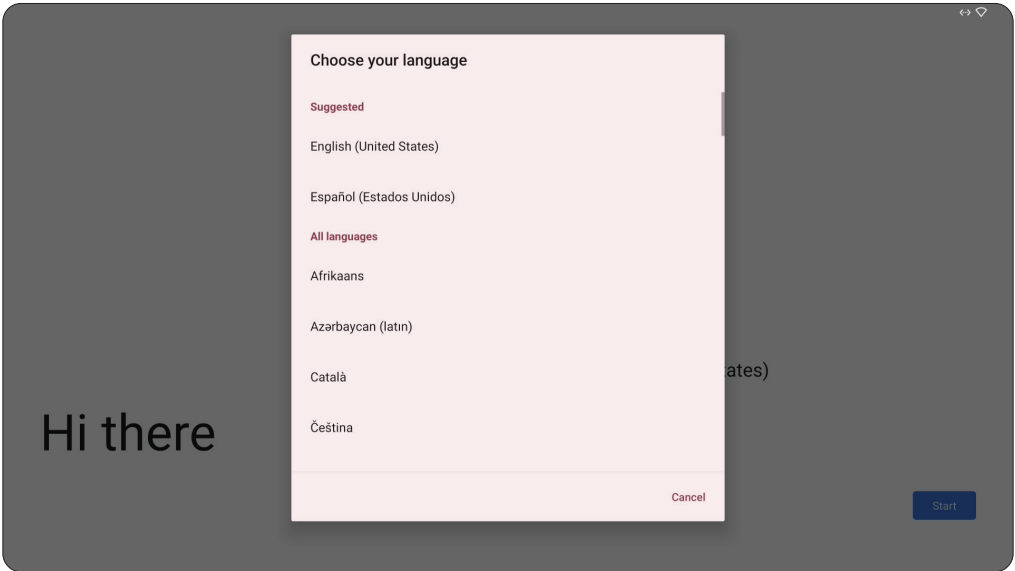 Choose your language
Suggested
English (United States)
Español (Estados Unidos)
All languages
Afrikaans
Azərbaycan (latın)
Català
Čeština
ates)
Hi there
Cancel
Start